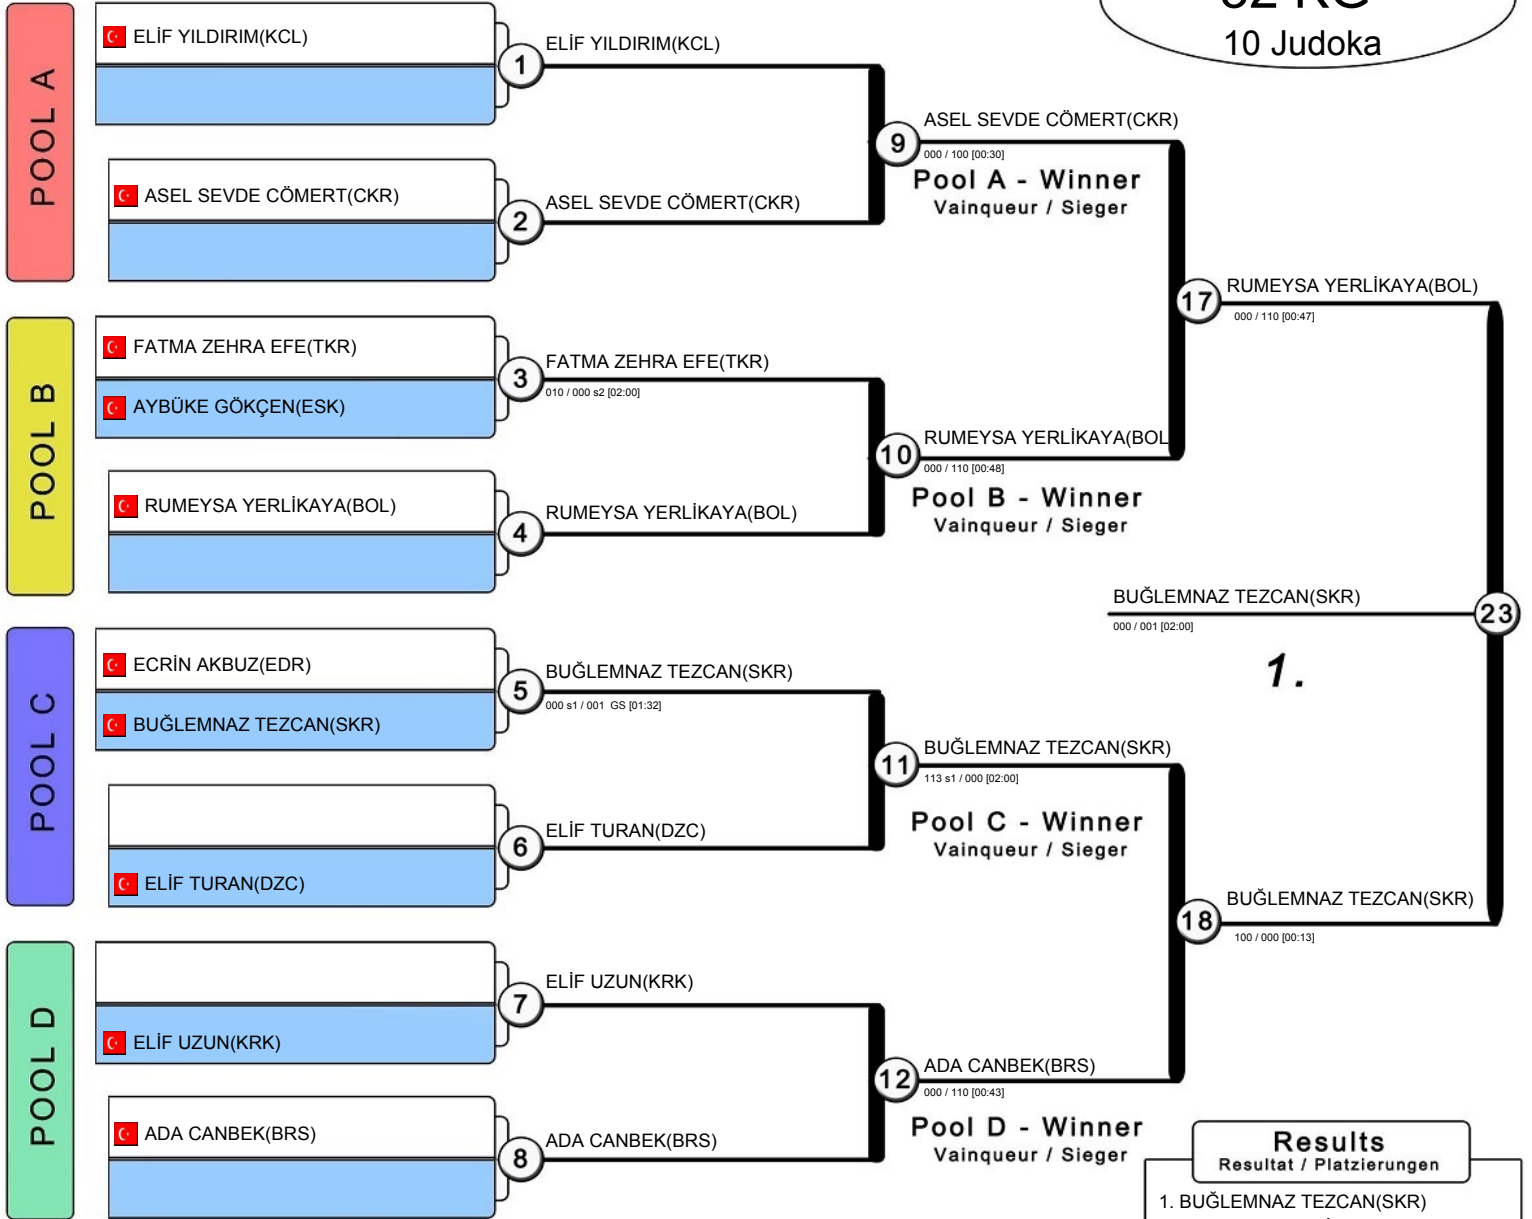 10 Judoka
POOL A
ELİF YILDIRIM(KCL)
1
ELİF YILDIRIM(KCL)
ASEL SEVDE CÖMERT(CKR)
2
ASEL SEVDE CÖMERT(CKR)
9
ASEL SEVDE CÖMERT(CKR)
000 / 100 [00:30]
Pool A - Winner
Vainqueur / Sieger
POOL B
FATMA ZEHRA EFE(TKR)
AYBÜKE GÖKÇEN(ESK)
3
FATMA ZEHRA EFE(TKR)
010 / 000 s2 [02:00]
RUMEYSA YERLİKAYA(BOL)
4
RUMEYSA YERLİKAYA(BOL)
10
RUMEYSA YERLİKAYA(BOL
000 / 110 [00:48]
Pool B - Winner
Vainqueur / Sieger
17
RUMEYSA YERLİKAYA(BOL)
000 / 110 [00:47]
BUĞLEMNAZ TEZCAN(SKR)
000 / 001 [02:00]
23
1.
POOL C
ECRİN AKBUZ(EDR)
BUĞLEMNAZ TEZCAN(SKR)
5
BUĞLEMNAZ TEZCAN(SKR)
000 s1 / 001 GS [01:32]
ELİF TURAN(DZC)
6
ELİF TURAN(DZC)
11
BUĞLEMNAZ TEZCAN(SKR)
113 s1 / 000 [02:00]
Pool C - Winner
Vainqueur / Sieger
18
BUĞLEMNAZ TEZCAN(SKR)
100 / 000 [00:13]
POOL D
ELİF UZUN(KRK)
7
ELİF UZUN(KRK)
ADA CANBEK(BRS)
8
ADA CANBEK(BRS)
12
ADA CANBEK(BRS)
000 / 110 [00:43]
Pool D - Winner
Vainqueur / Sieger
Results
Resultat / Platzierungen
1. BUĞLEMNAZ TEZCAN(SKR)